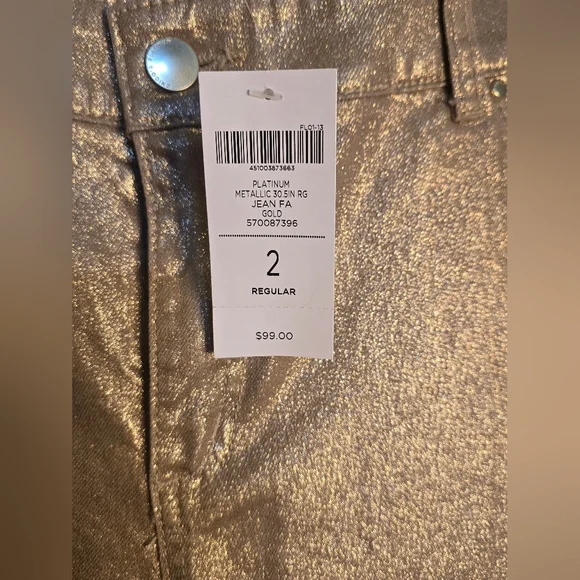 FL01-13
451003873663
PLATINUM
METALLIC 30.5IN RG
JEAN FA
GOLD
570087396
2
REGULAR
$99.00